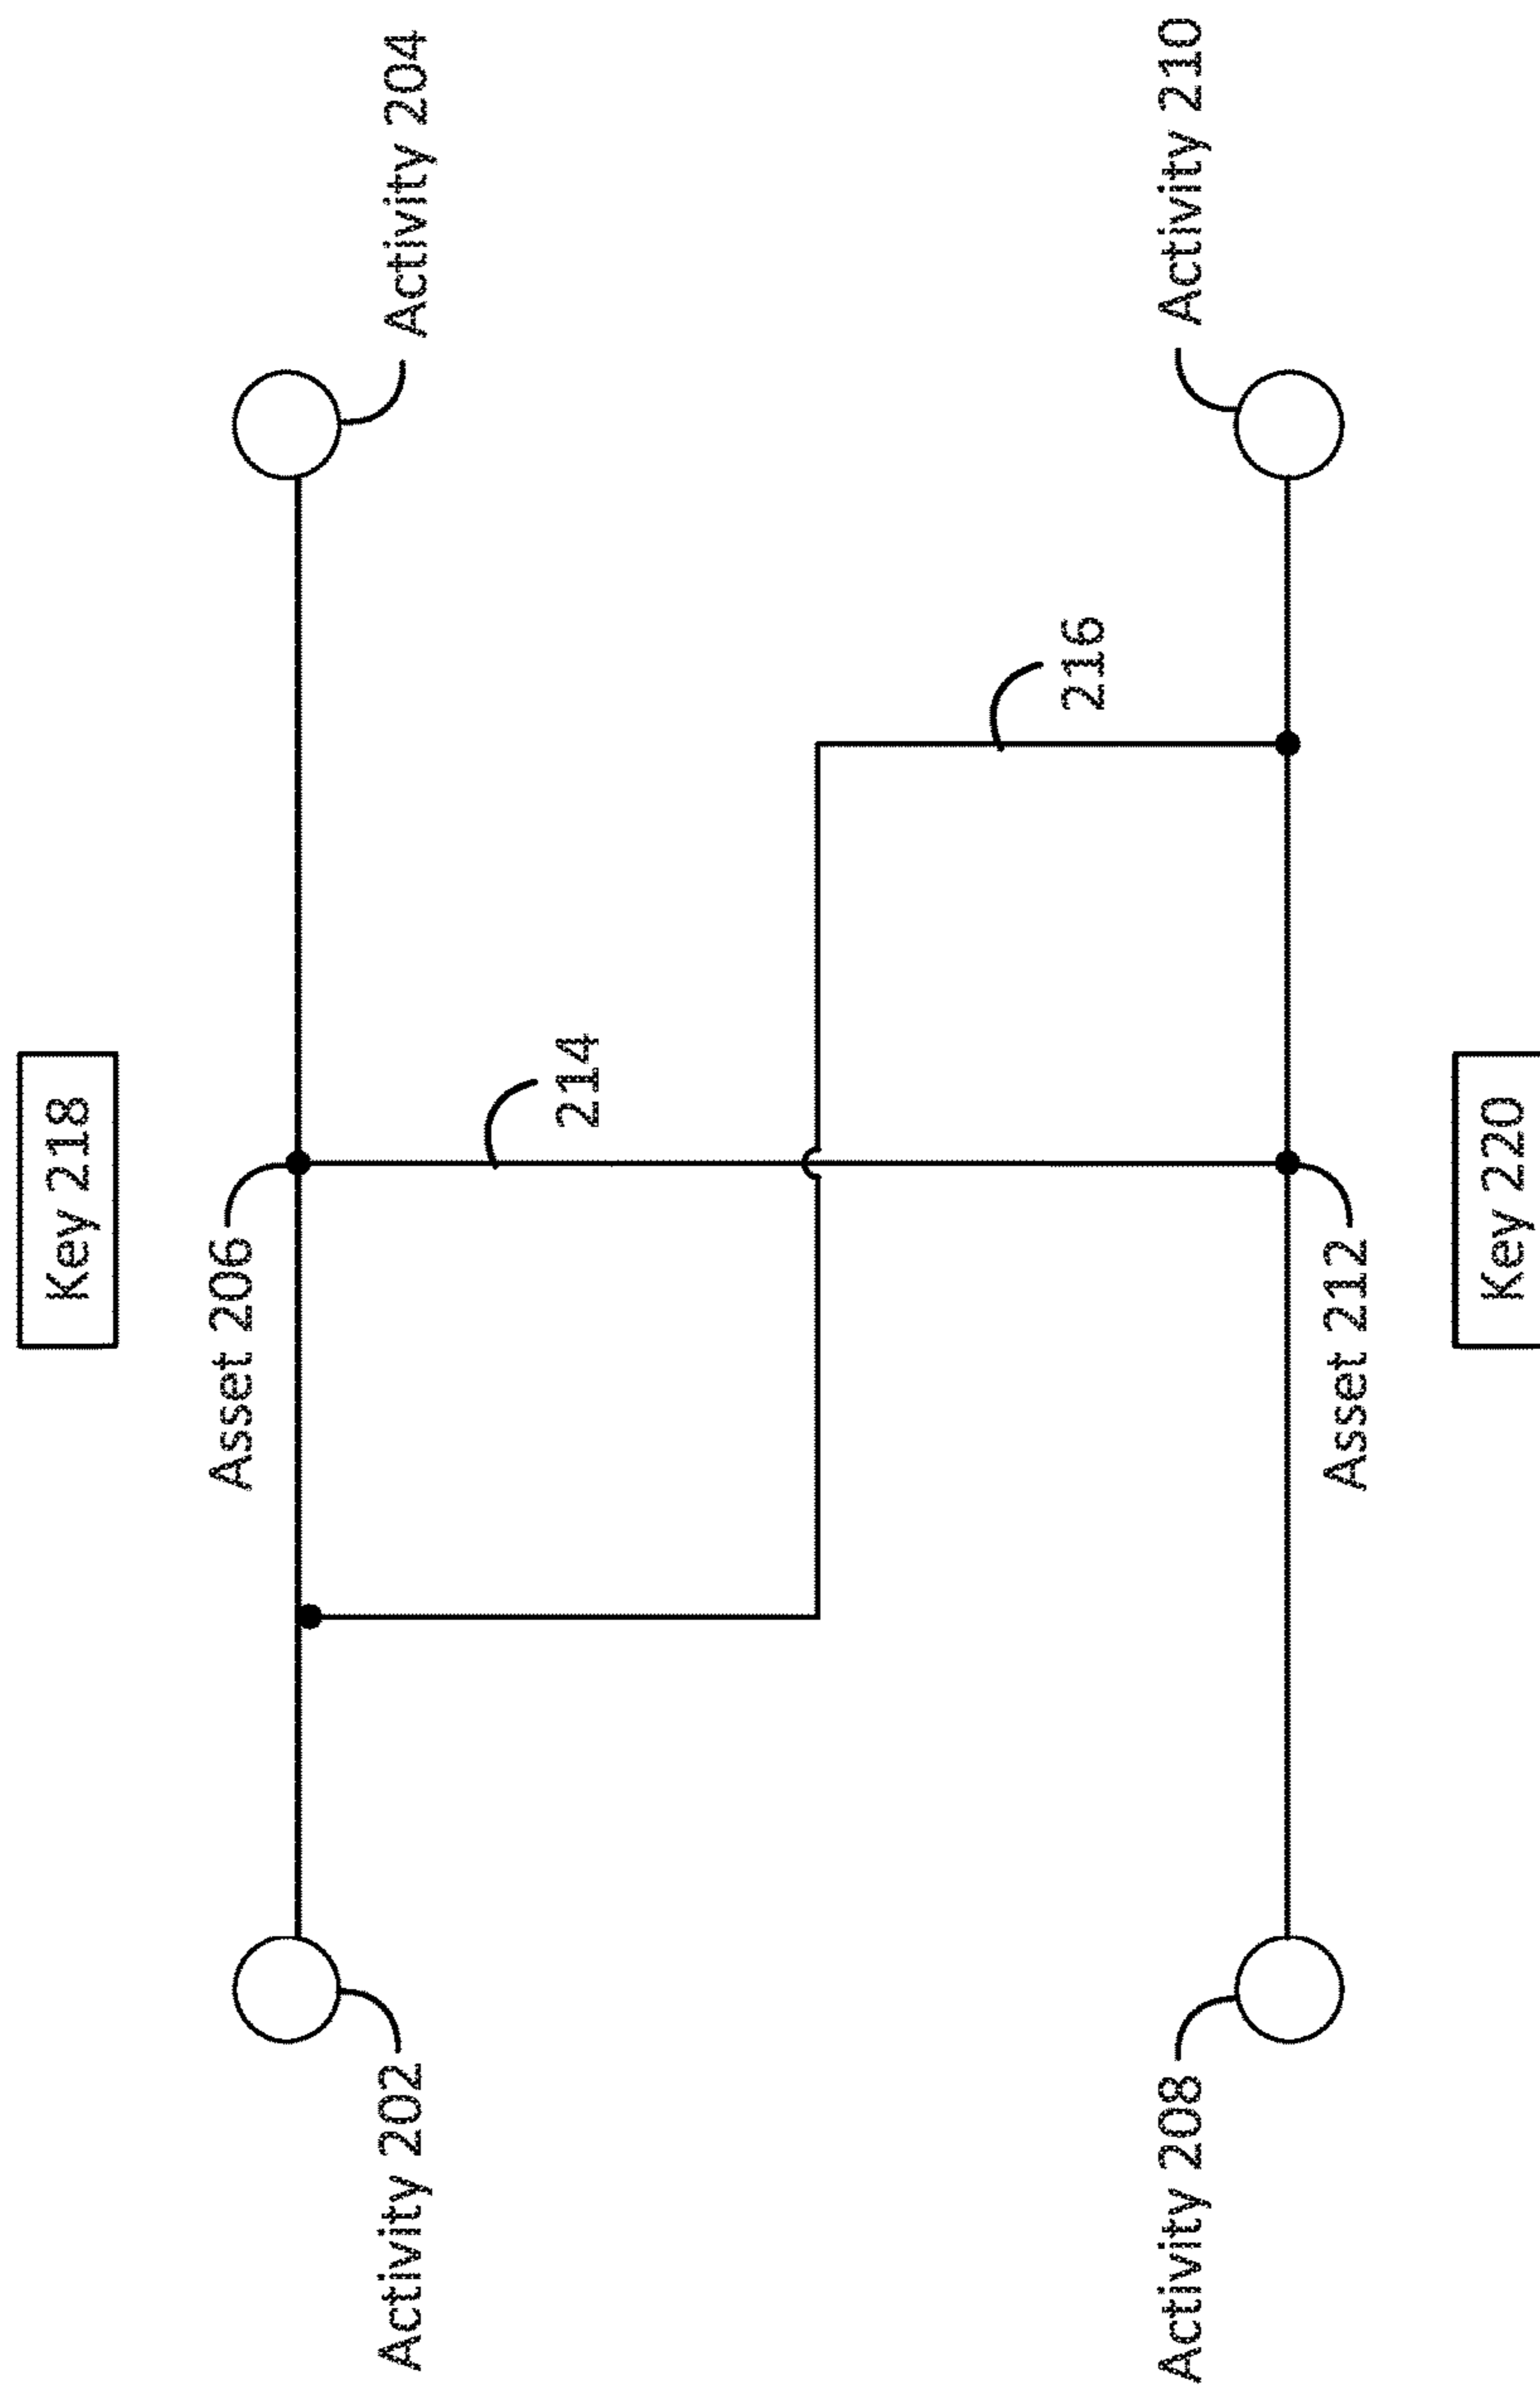 Key 218
Asset 206
Activity 202
Activity 204
214
216
Activity 208
Activity 210
Asset 212
Key 220